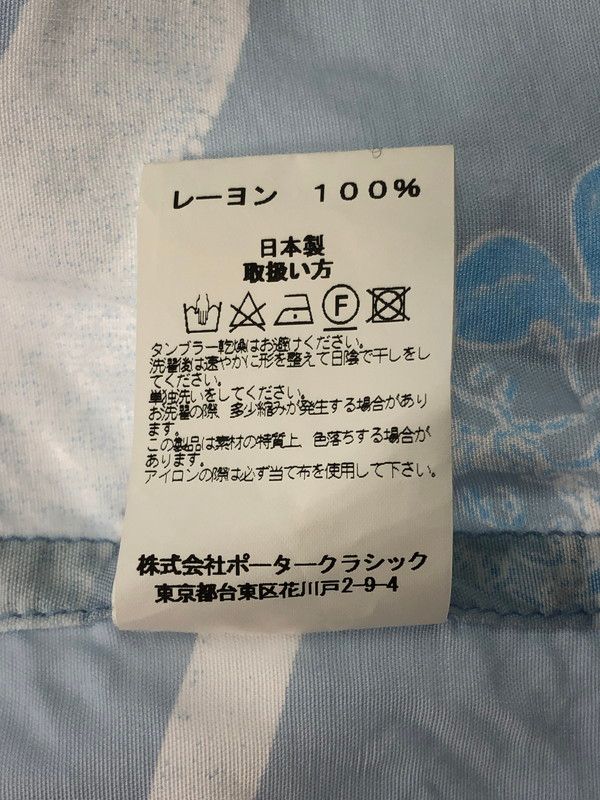 レーヨン　１００％
日本製
取扱い方
F
タンブラー乾燥はお避けください。
洗濯後は速やかに形を整えて日陰で干しをし
てください。
単独洗いをしてください。
お洗濯の際、多少縮みが発生する場合があり
ます。
この製品は素材の特質上、色落ちする場合が
あります。
アイロンの際は必ず当て布を使用して下さい。
株式会社ポータークラシック
東京都台東区花川戸2-9-4